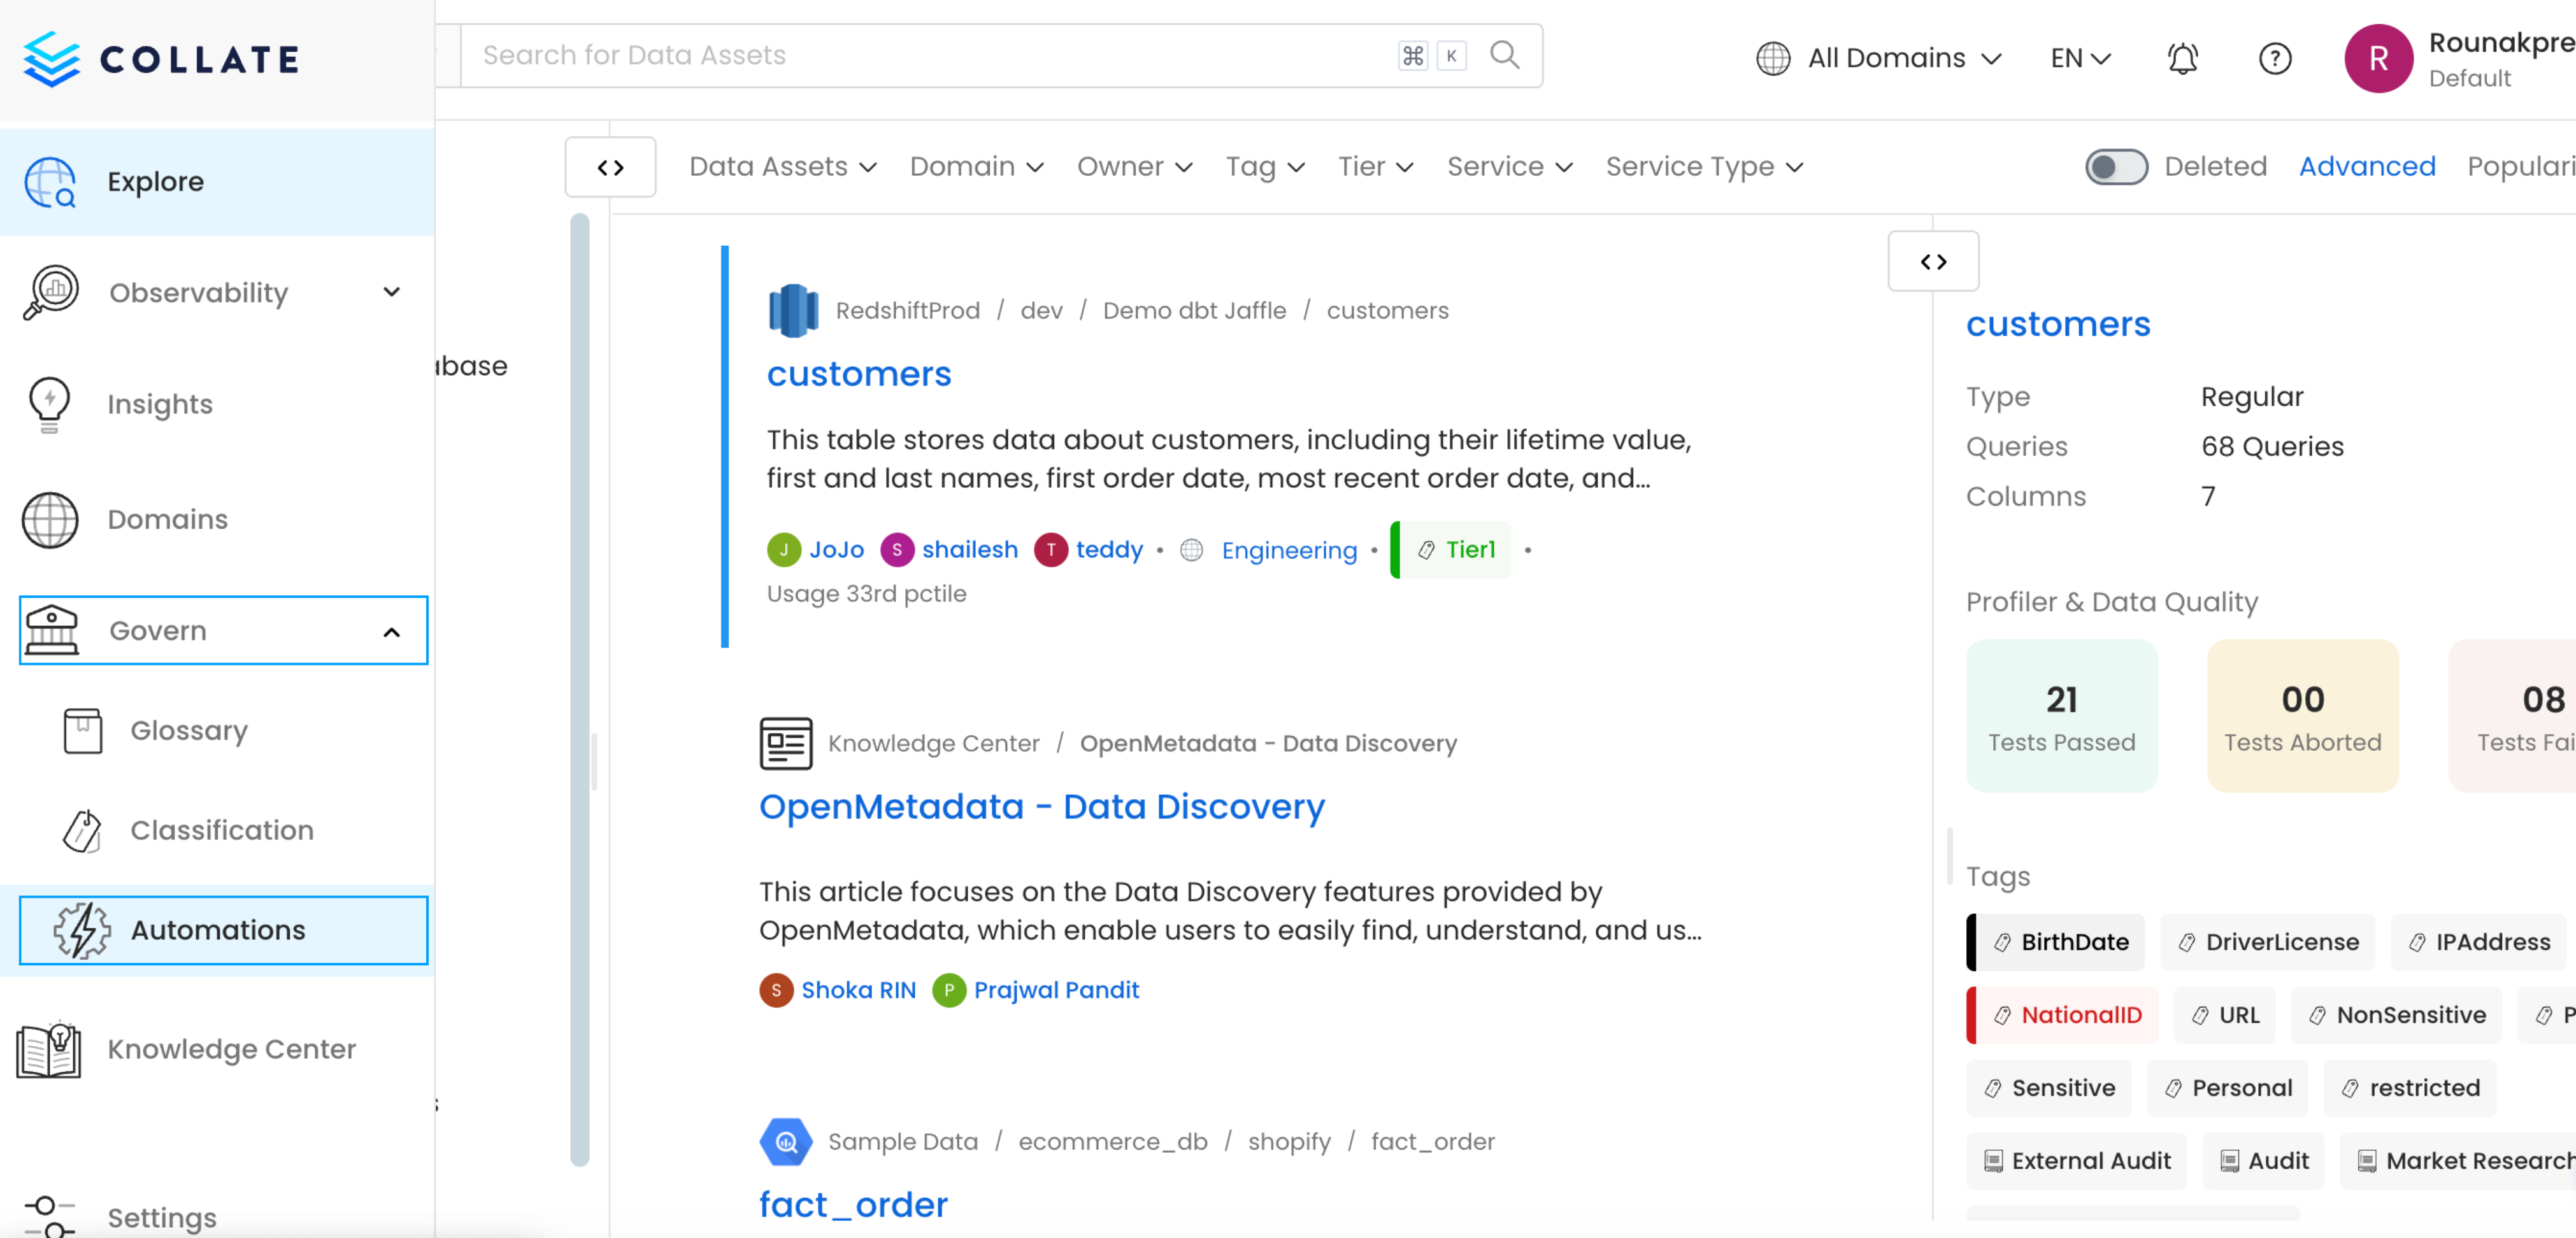 COLLATE
Search for Data Assets ⌘ K
All Domains EN
R Rounakpre
Default
Explore
Observability
Insights
Domains
Govern
Glossary
Classification
Automations
Knowledge Center
Settings
Data Assets Domain Owner Tag Tier Service Service Type
Deleted Advanced Populari
RedshiftProd / dev / Demo dbt Jaffle / customers
customers
This table stores data about customers, including their lifetime value,
first and last names, first order date, most recent order date, and...
J JoJo S shailesh T teddy • Engineering • Tier1 •
Usage 33rd pctile
Knowledge Center / OpenMetadata - Data Discovery
OpenMetadata - Data Discovery
This article focuses on the Data Discovery features provided by
OpenMetadata, which enable users to easily find, understand, and us...
S Shoka RIN P Prajwal Pandit
Sample Data / ecommerce_db / shopify / fact_order
fact_order
customers
Type Regular
Queries 68 Queries
Columns 7
Profiler & Data Quality
21 00 08
Tests Passed Tests Aborted Tests Fai
Tags
BirthDate DriverLicense IPAddress
NationalID URL NonSensitive P
Sensitive Personal restricted
External Audit Audit Market Research